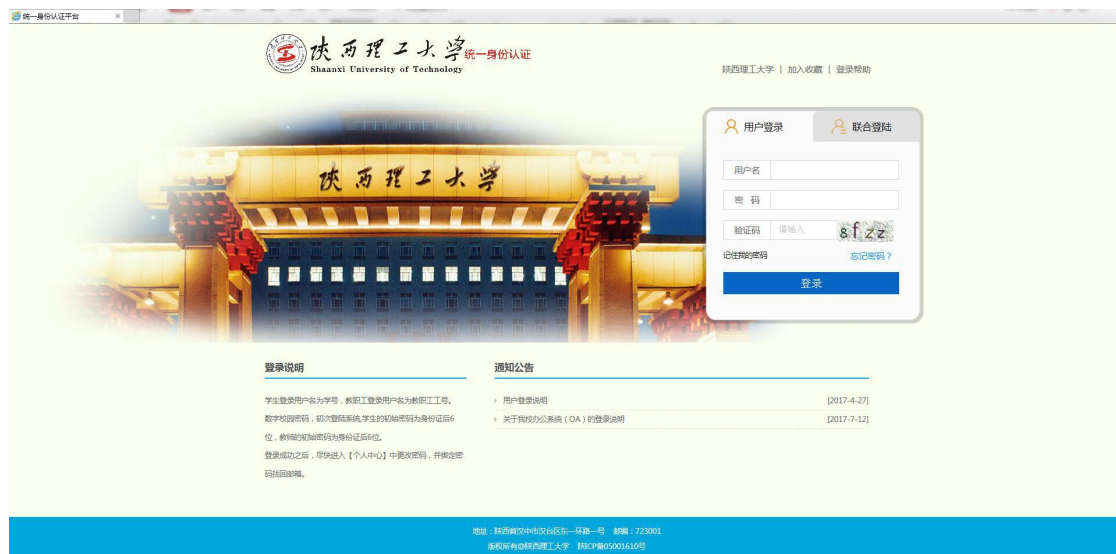 统一身份认证平台
陕西理工大学 统一身份认证
Shaanxi University of Technology
陕西理工大学 | 加入收藏 | 登录帮助
陕西理工大学
用户登录 联合登陆
用户名
密 码
验证码 请输入 8fzz
记住我的密码 忘记密码？
登录
登录说明
学生登录用户名为学号，教职工登录用户名为教职工工号。
数字校园密码，初次登陆系统,学生的初始密码为身份证后6
位，教师的初始密码为身份证后6位。
登录成功之后，尽快进入【个人中心】中更改密码，并绑定密
码找回邮箱。
通知公告
用户登录说明 [2017-4-27]
关于我校办公系统（OA）的登录说明 [2017-7-12]
地址：陕西省汉中市汉台区东一环路一号 邮编：723001
版权所有@陕西理工大学 陕ICP备05001610号